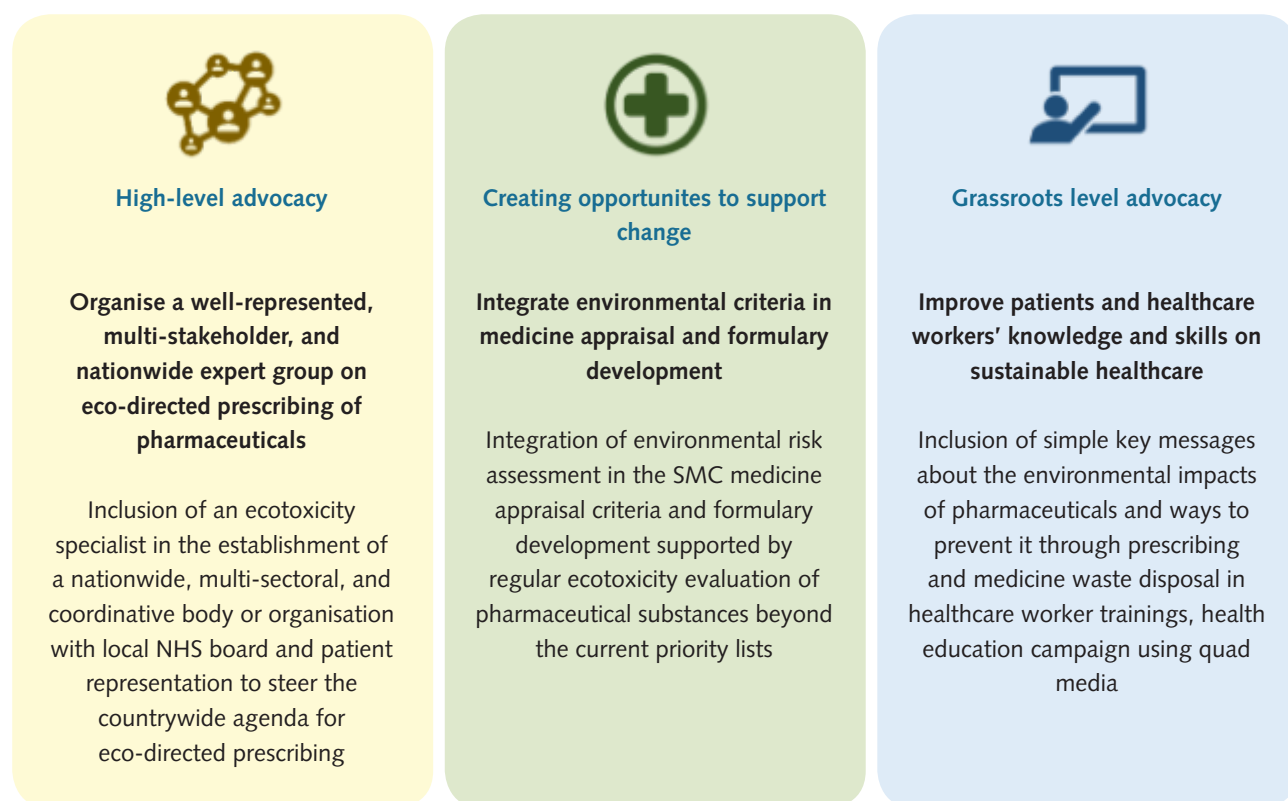 High-level advocacy
Organise a well-represented,
multi-stakeholder, and
nationwide expert group on
eco-directed prescribing of
pharmaceuticals
Inclusion of an ecotoxicity
specialist in the establishment of
a nationwide, multi-sectoral, and
coordinative body or organisation
with local NHS board and patient
representation to steer the
countrywide agenda for
eco-directed prescribing
Creating opportunites to support
change
Integrate environmental criteria in
medicine appraisal and formulary
development
Integration of environmental risk
assessment in the SMC medicine
appraisal criteria and formulary
development supported by
regular ecotoxicity evaluation of
pharmaceutical substances beyond
the current priority lists
Grassroots level advocacy
Improve patients and healthcare
workers’ knowledge and skills on
sustainable healthcare
Inclusion of simple key messages
about the environmental impacts
of pharmaceuticals and ways to
prevent it through prescribing
and medicine waste disposal in
healthcare worker trainings, health
education campaign using quad
media